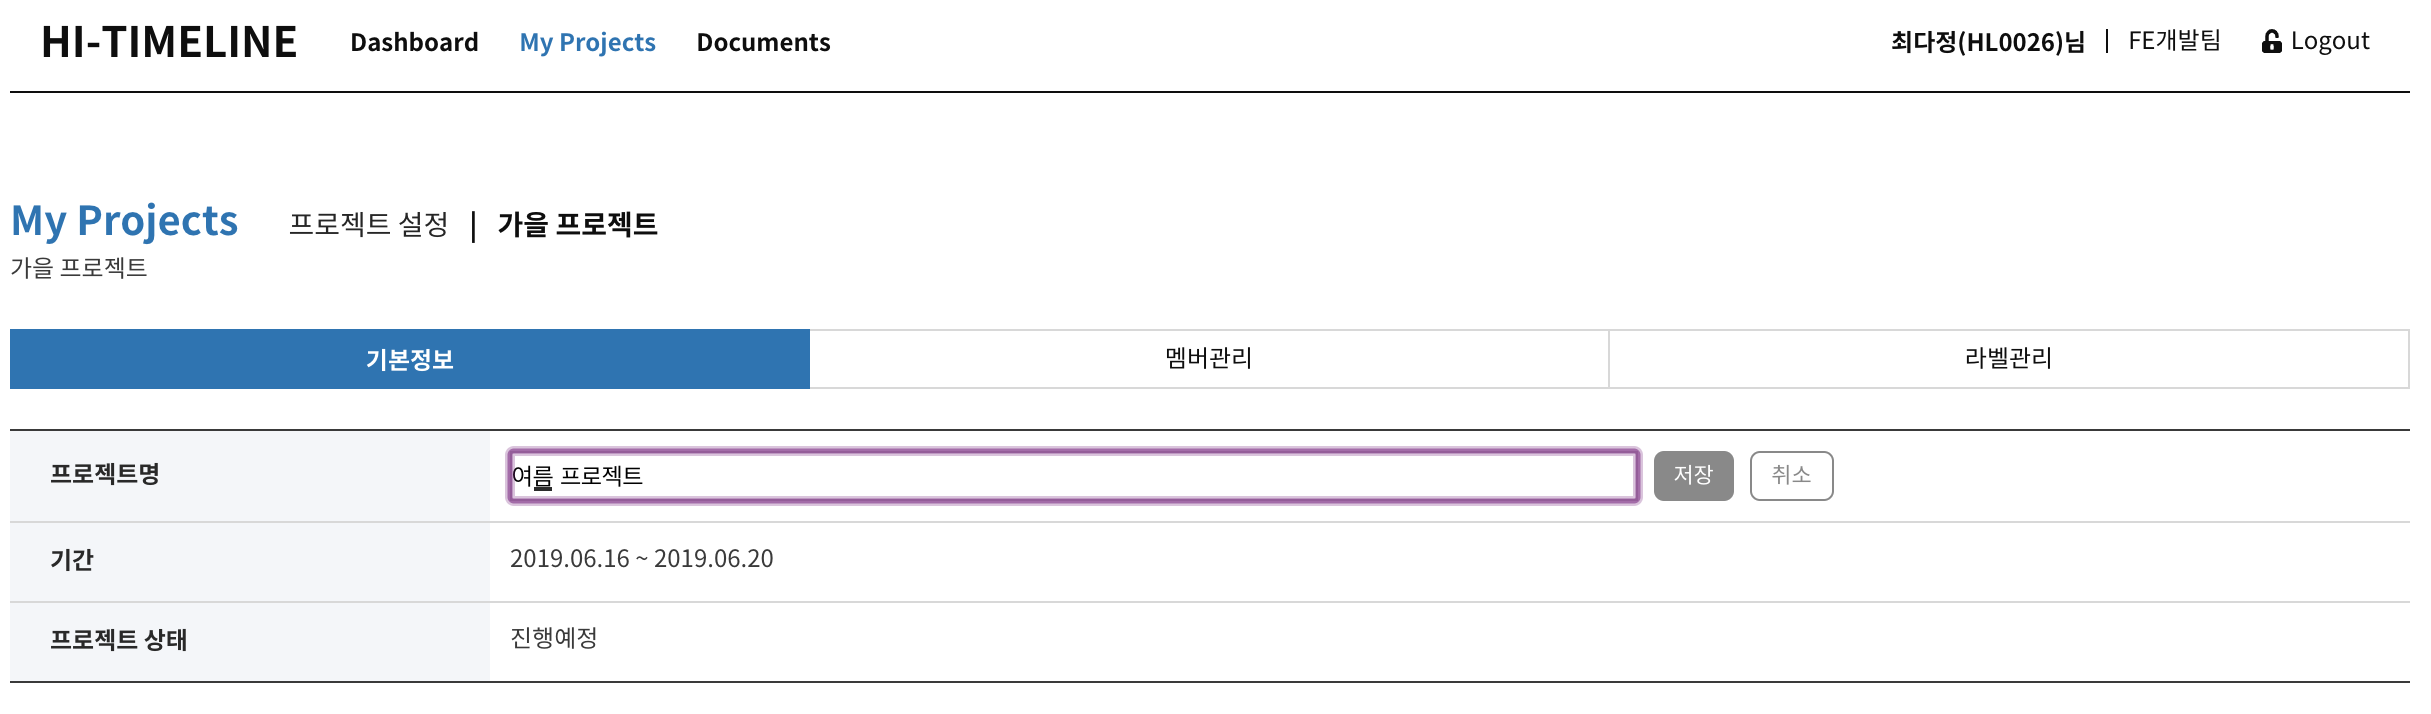 HI-TIMELINE Dashboard My Projects Documents 최다정(HL0026)님 | FE개발팀 Logout
My Projects 프로젝트 설정 | 가을 프로젝트
가을 프로젝트
기본정보 멤버관리 라벨관리
프로젝트명 여름 프로젝트 저장 취소
기간 2019.06.16 ~ 2019.06.20
프로젝트 상태 진행예정